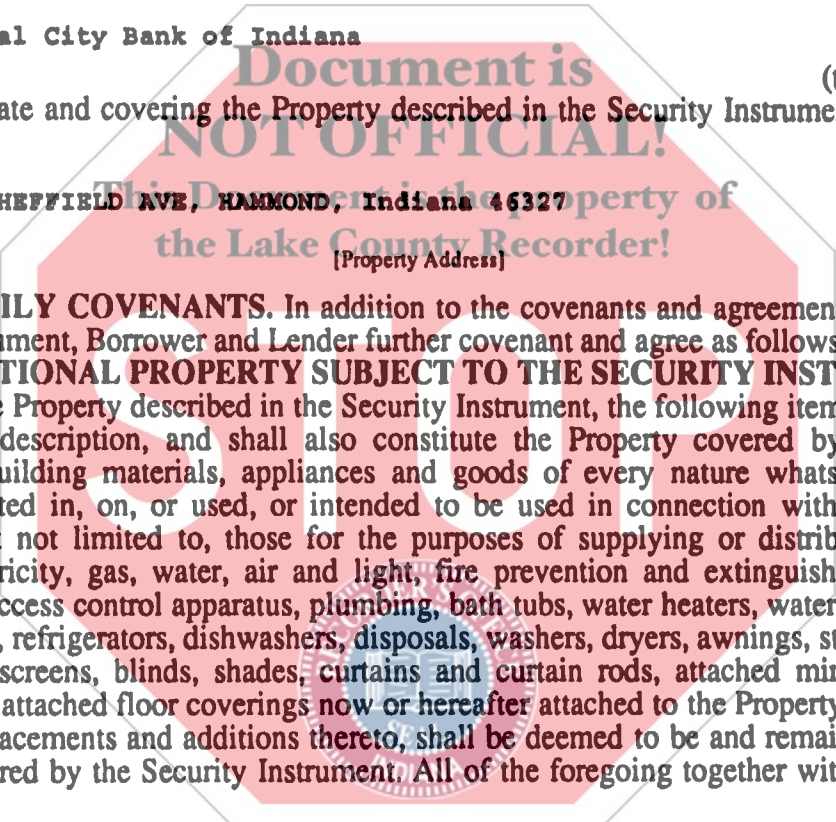 al City Bank of Indiana
Document is
(t
ate and covering the Property described in the Security Instrume
NOT OFFICIAL!
This Document is the property of
HEFFIELD AVE, HAMMOND, Indiana 46327
the Lake County Recorder!
[Property Address]
ILY COVENANTS. In addition to the covenants and agreemen
ument, Borrower and Lender further covenant and agree as follows
TIONAL PROPERTY SUBJECT TO THE SECURITY INST
e Property described in the Security Instrument, the following item
description, and shall also constitute the Property covered by
uilding materials, appliances and goods of every nature whats
ted in, on, or used, or intended to be used in connection with
STOP
not limited to, those for the purposes of supplying or distrib
ricity, gas, water, air and light, fire prevention and extinguish
ccess control apparatus, plumbing, bath tubs, water heaters, water
, refrigerators, dishwashers, disposals, washers, dryers, awnings, st
screens, blinds, shades, curtains and curtain rods, attached mir
attached floor coverings now or hereafter attached to the Property
acements and additions thereto, shall be deemed to be and remai
red by the Security Instrument. All of the foregoing together wit
SEAL
INDIANA